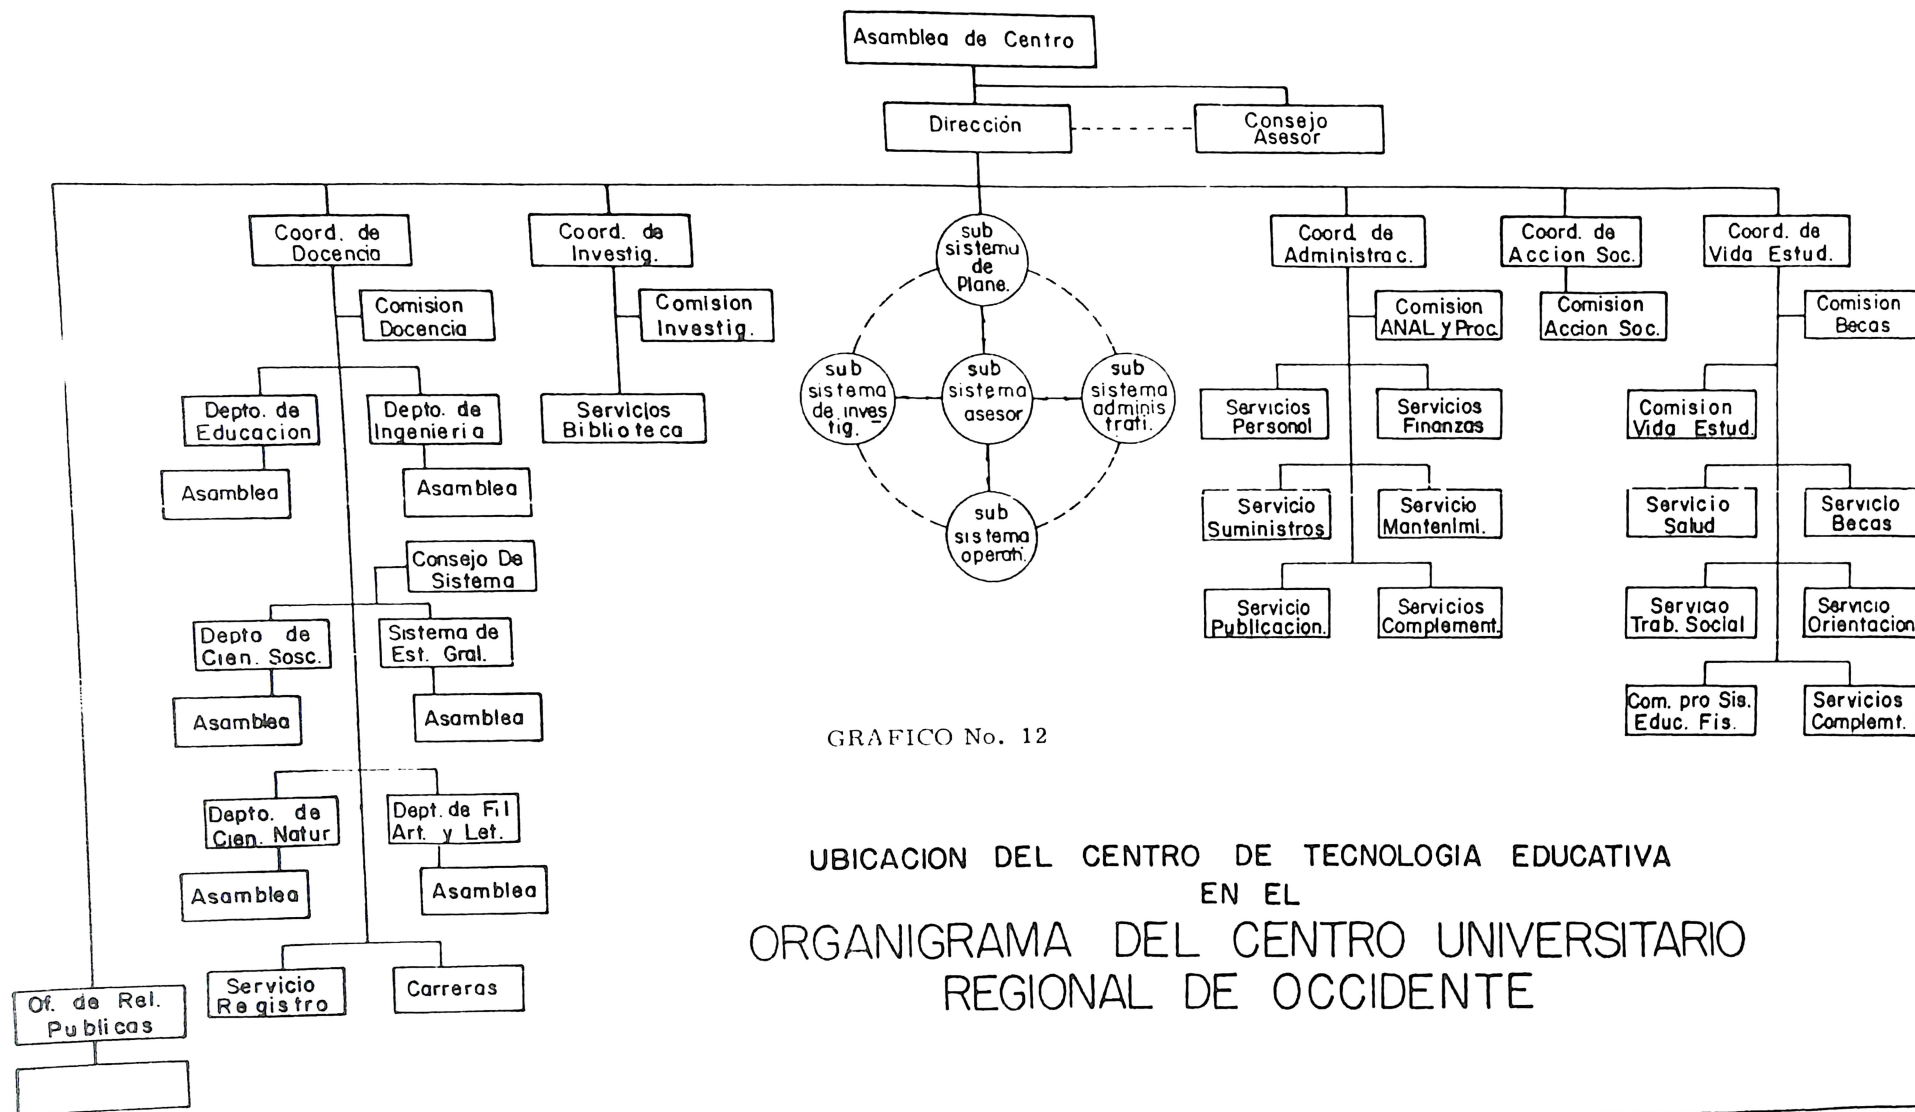 Asamblea de Centro
Dirección
Consejo
Asesor
Coord. de
Docencia
Coord. de
Investig.
sub
sistema
de
Plane.
Coord. de
Administrac.
Coord. de
Accion Soc.
Coord. de
Vida Estud.
Comision
Docencia
Comision
Investig.
Comision
ANAL y Proc.
Comision
Accion Soc.
Comision
Becas
Depto. de
Educacion
Depto. de
Ingenieria
Servicios
Biblioteca
sub
sistema
de inves
tig.
sub
sistema
asesor
sub
sistema
adminis
trati.
Servicios
Personal
Servicios
Finanzas
Comision
Vida Estud.
Asamblea
Asamblea
sub
sistema
operati.
Servicio
Suministros
Servicio
Mantenimi.
Servicio
Salud
Servicio
Becas
Consejo De
Sistema
Depto de
Cien. Sosc.
Sistema de
Est. Gral.
Servicio
Publicacion.
Servicios
Complement.
Servicio
Trab. Social
Servicio
Orientacion
Asamblea
Asamblea
Com. pro Sis.
Educ. Fis.
Servicios
Complemt.
GRAFICO No. 12
Depto. de
Cien. Natur
Dept. de Fil
Art. y Let.
Asamblea
Asamblea
UBICACION DEL CENTRO DE TECNOLOGIA EDUCATIVA
EN EL
ORGANIGRAMA DEL CENTRO UNIVERSITARIO
REGIONAL DE OCCIDENTE
Servicio
Registro
Carreras
Of. de Rel.
Publicas